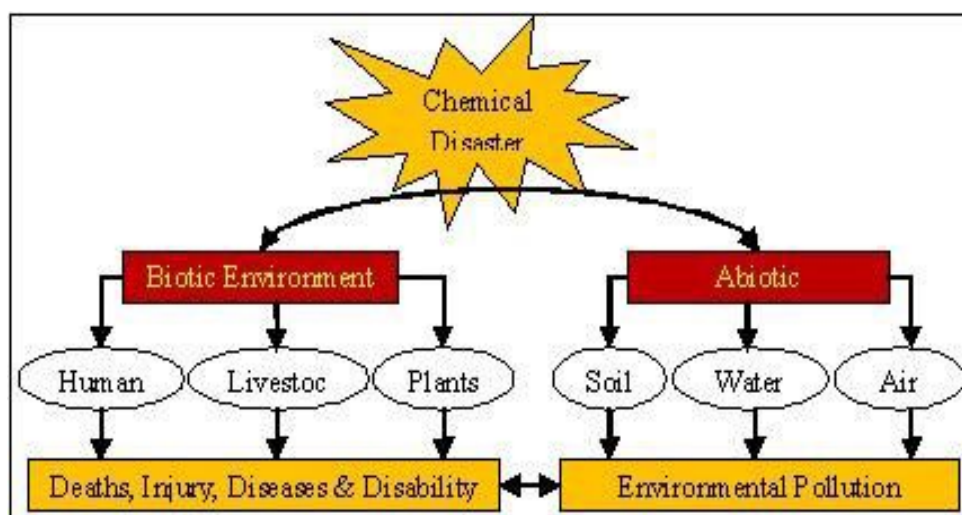 Chemical
Disaster
Biotic Environment
Abiotic
Human
Livestoc
Plants
Soil
Water
Air
Deaths, Injury, Diseases & Disability
Environmental Pollution